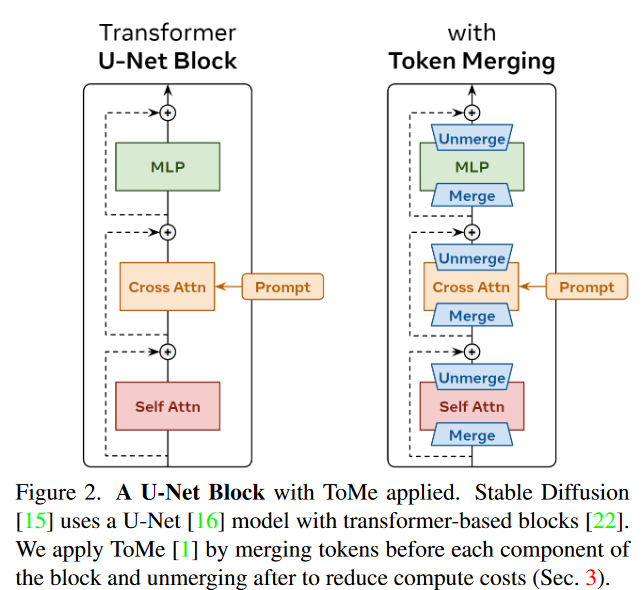 Transformer
U-Net Block
with
Token Merging
+
MLP
+
Cross Attn
Prompt
+
Self Attn
+
Unmerge
MLP
Merge
+
Unmerge
Cross Attn
Prompt
Merge
+
Unmerge
Self Attn
Merge
Figure 2. A U-Net Block with ToMe applied. Stable Diffusion
[15] uses a U-Net [16] model with transformer-based blocks [22].
We apply ToMe [1] by merging tokens before each component of
the block and unmerging after to reduce compute costs (Sec. 3).